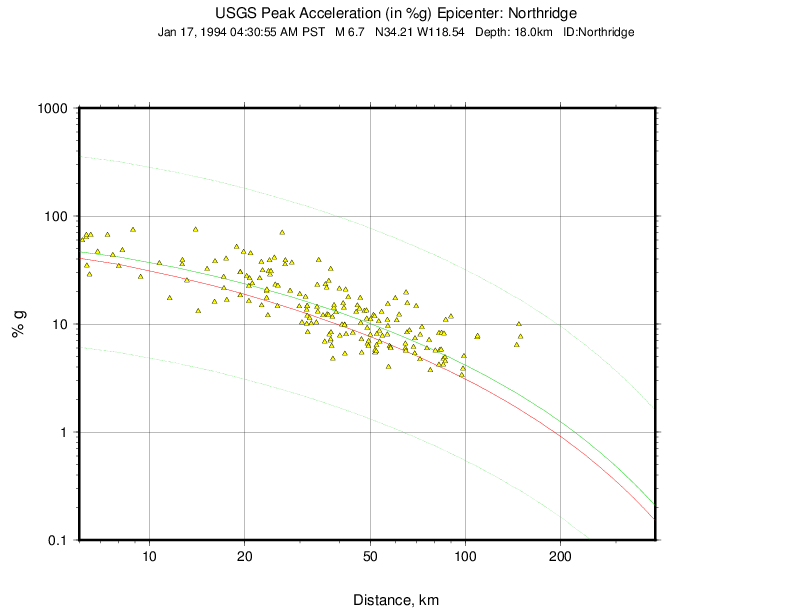 USGS Peak Acceleration (in %g) Epicenter: Northridge
Jan 17, 1994 04:30:55 AM PST M 6.7 N34.21 W118.54 Depth: 18.0km ID:Northridge
1000
100
10
1
0.1
% g
10 20 50 100 200
Distance, km